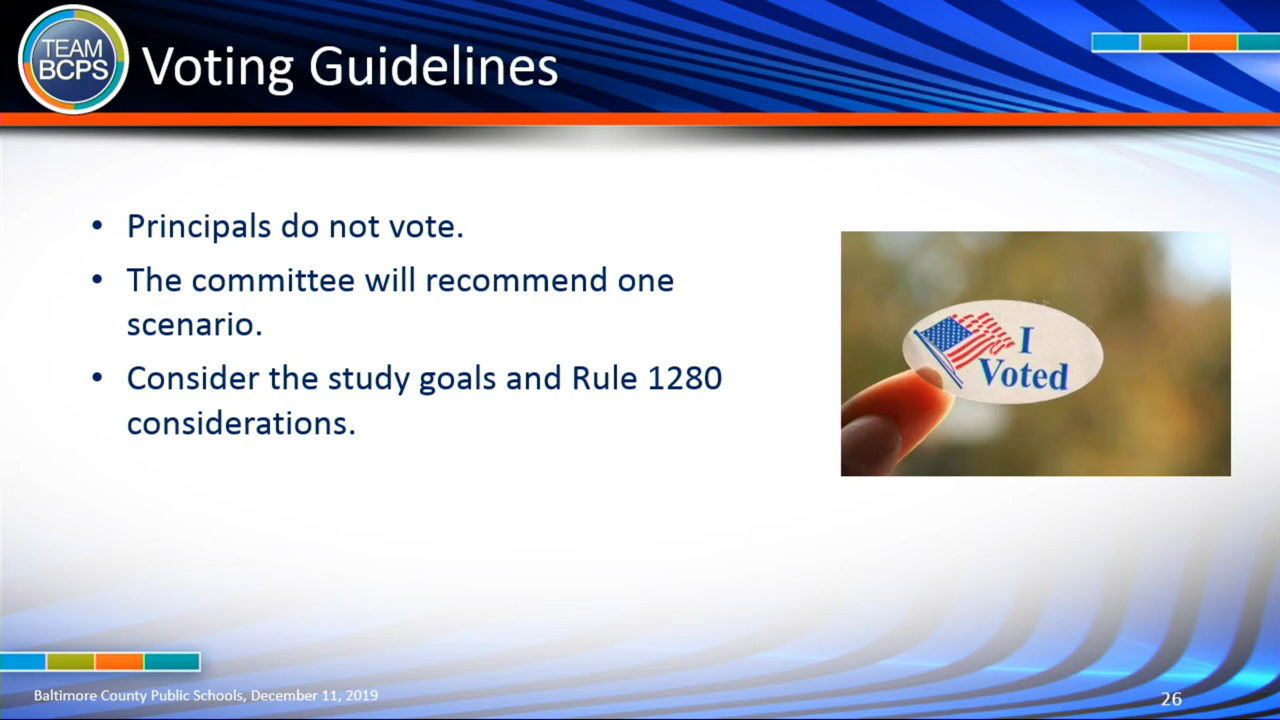 TEAM
BCPS
Voting Guidelines
• Principals do not vote.
• The committee will recommend one
scenario.
• Consider the study goals and Rule 1280
considerations.
I
Voted
Baltimore County Public Schools, December 11, 2019
26